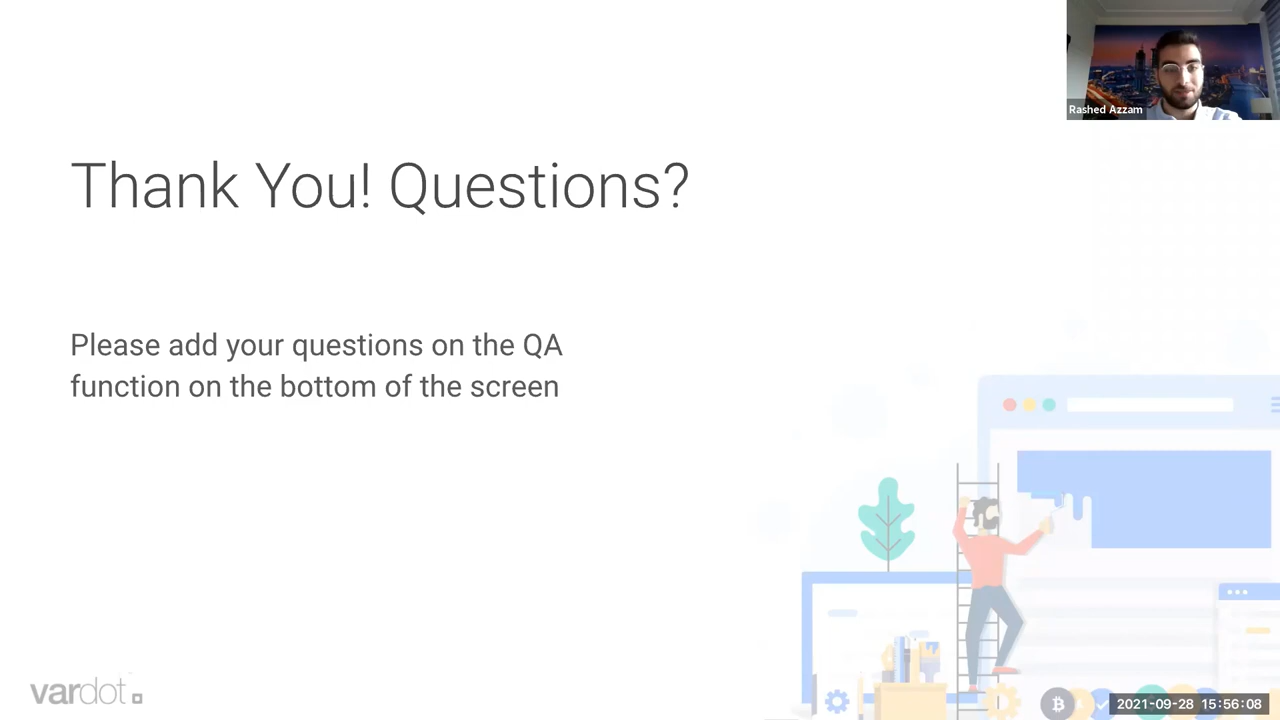 Rashed Azzam
Thank You! Questions?
Please add your questions on the QA
function on the bottom of the screen
vardot
2021-09-28 15:56:08